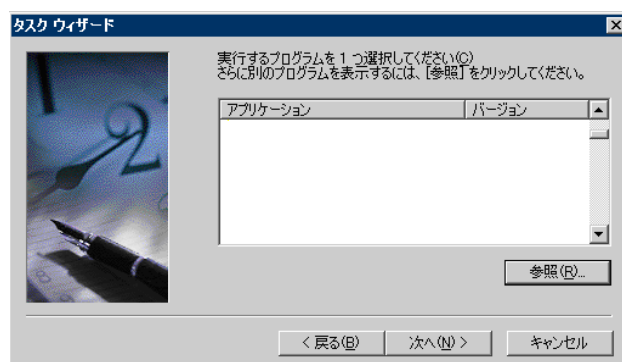 タスク ウィザード
実行するプログラムを 1 つ選択してください(C)
さらに別のプログラムを表示するには、[参照] をクリックしてください。
アプリケーション バージョン
参照(R)...
< 戻る(B) 次へ(N) > キャンセル